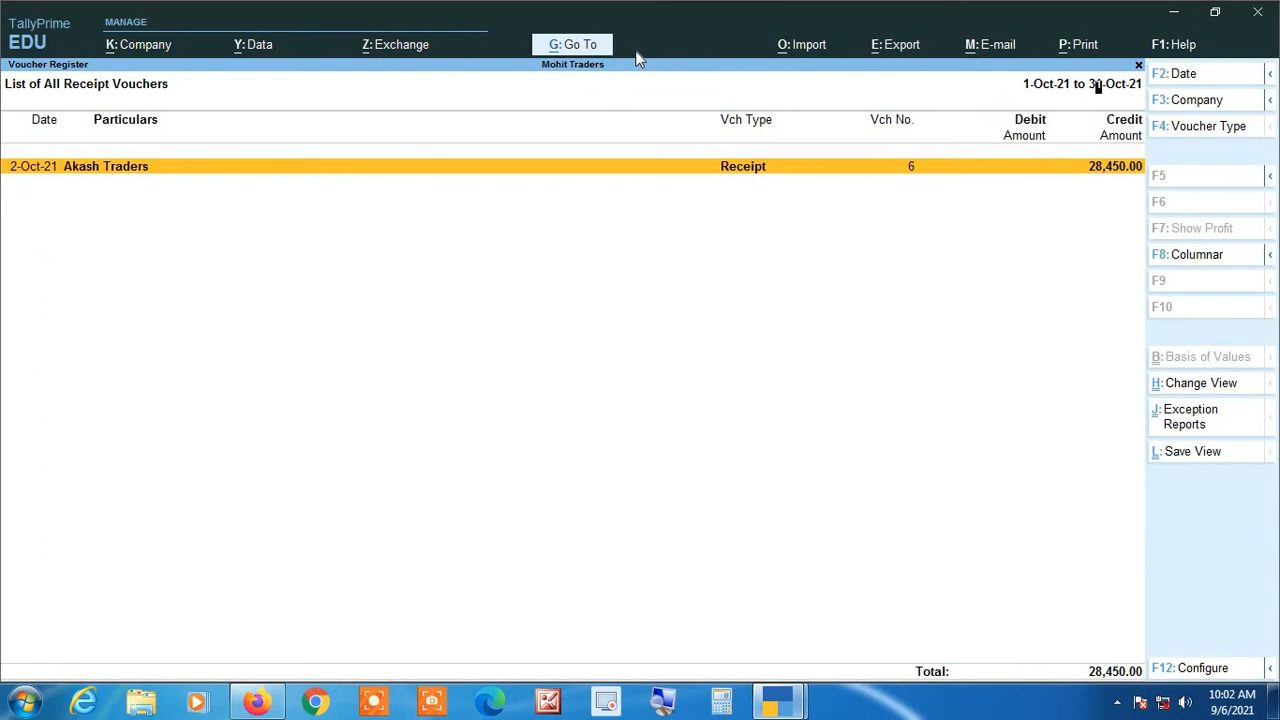 TallyPrime
EDU
MANAGE
K: Company
Y: Data
Z: Exchange
G: Go To
O: Import
E: Export
M: E-mail
P: Print
F1: Help
Voucher Register
Mohit Traders
List of All Receipt Vouchers
1-Oct-21 to 31-Oct-21
Date
Particulars
Vch Type
Vch No.
Debit
Amount
Credit
Amount
2-Oct-21 Akash Traders Receipt 6 28,450.00
Total: 28,450.00
F2: Date
F3: Company
F4: Voucher Type
F5
F6
F7: Show Profit
F8: Columnar
F9
F10
B: Basis of Values
H: Change View
J: Exception
Reports
L: Save View
F12: Configure
10:02 AM
9/6/2021